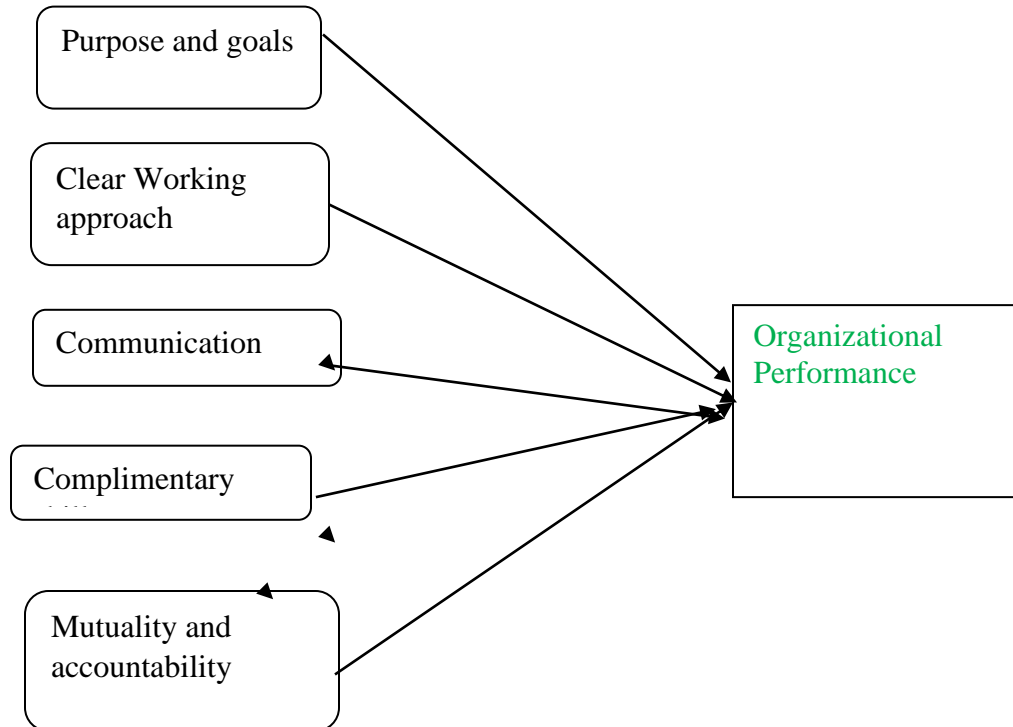 Purpose and goals
Clear Working
approach
Communication
Organizational
Performance
Complimentary
Mutuality and
accountability